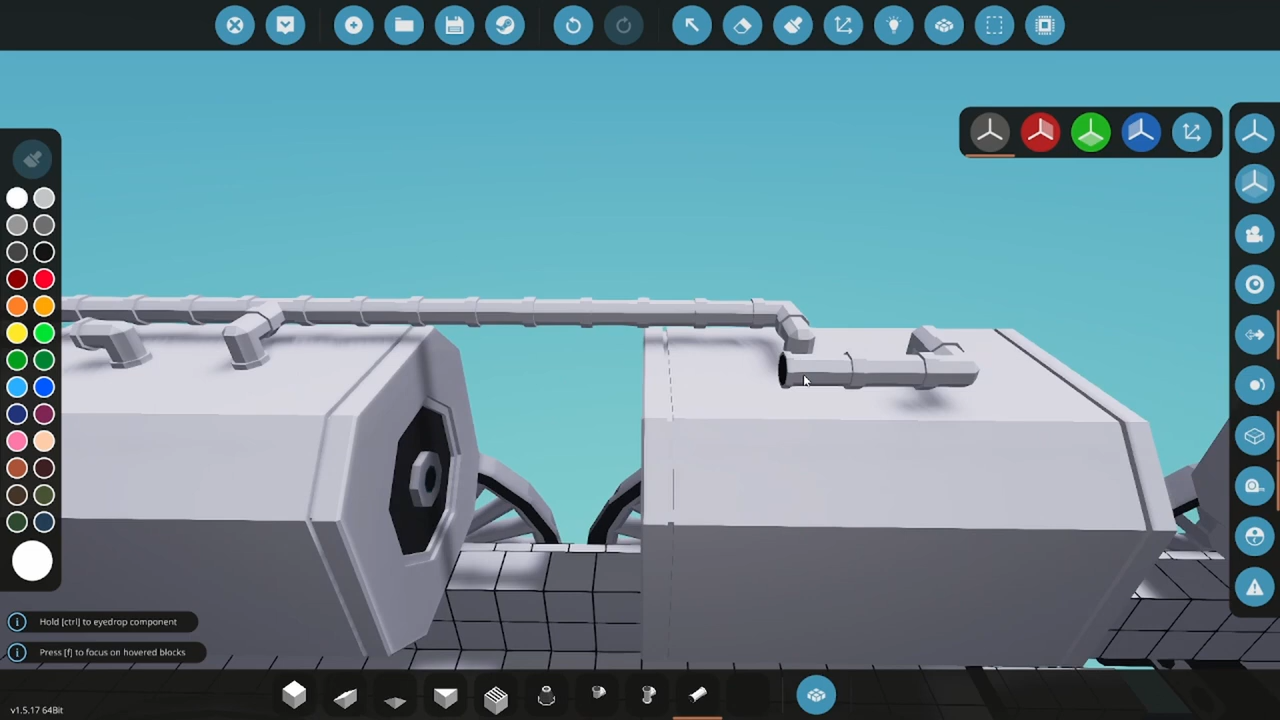 Hold [ctrl] to eyedrop component
Press [f] to focus on hovered blocks
v1.5.17 64Bit